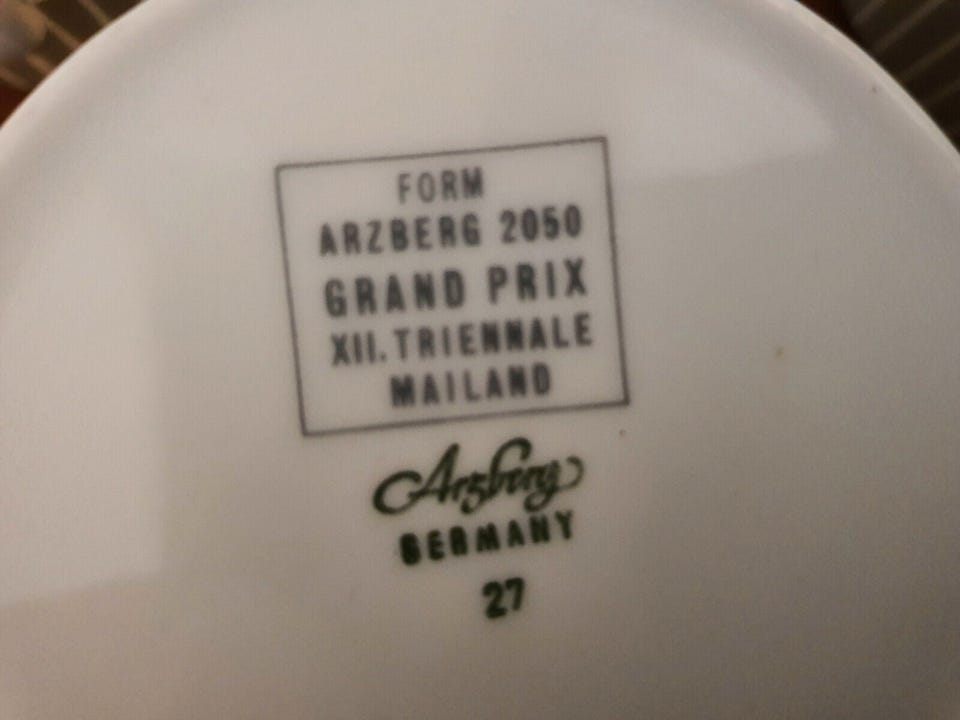 FORM
ARZBERG 2050
GRAND PRIX
XII. TRIENNALE
MAILAND
Arzberg
GERMANY
27